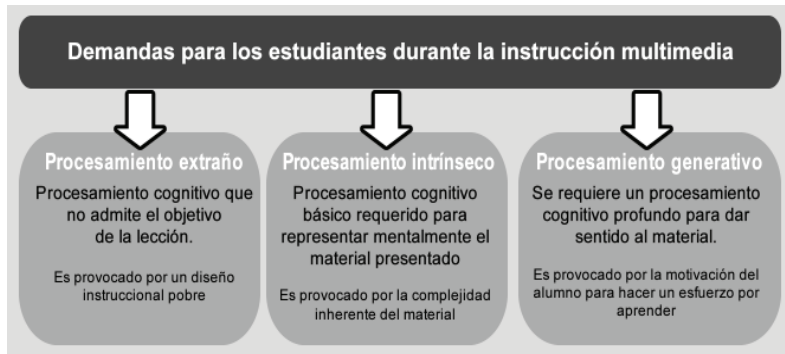 Demandas para los estudiantes durante la instrucción multimedia
Procesamiento extraño
Procesamiento cognitivo que
no admite el objetivo
de la lección.
Es provocado por un diseño
instruccional pobre
Procesamiento intrínseco
Procesamiento cognitivo
básico requerido para
representar mentalmente el
material presentado
Es provocado por la complejidad
inherente del material
Procesamiento generativo
Se requiere un procesamiento
cognitivo profundo para dar
sentido al material.
Es provocado por la motivación del
alumno para hacer un esfuerzo por
aprender